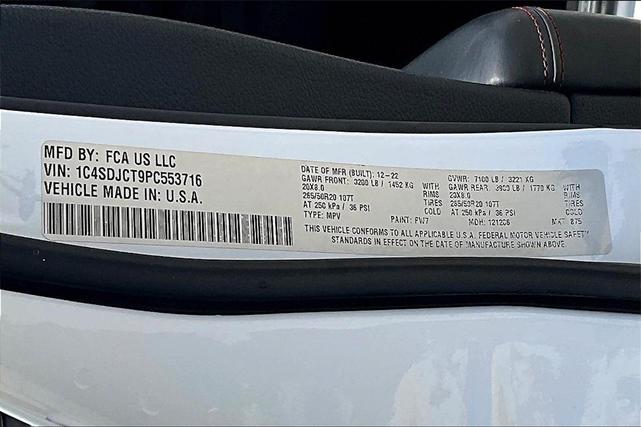 MFD BY: FCA US LLC
VIN: 1C4SDJCT9PC553716
VEHICLE MADE IN: U.S.A.
DATE OF MFR (BUILT): 12-22 GVWR: 7100 LB / 3221 KG
GAWR FRONT: 3200 LB / 1452 KG WITH GAWR REAR: 3900 LB / 1770 KG WITH
20X8.0 RIMS 20X8.0 RIMS
265/50R20 107T TIRES 265/50R20 107T TIRES
AT 250 kPa / 36 PSI COLD AT 250 kPa / 36 PSI COLD
TYPE: MPV PAINT: PW7 MDH: MKT 875
THIS VEHICLE CONFORMS TO ALL APPLICABLE U.S.A. FEDERAL MOTOR VEHICLE SAFETY
STANDARDS IN EFFECT ON THE DATE OF MANUFACTURE SHOWN ABOVE.